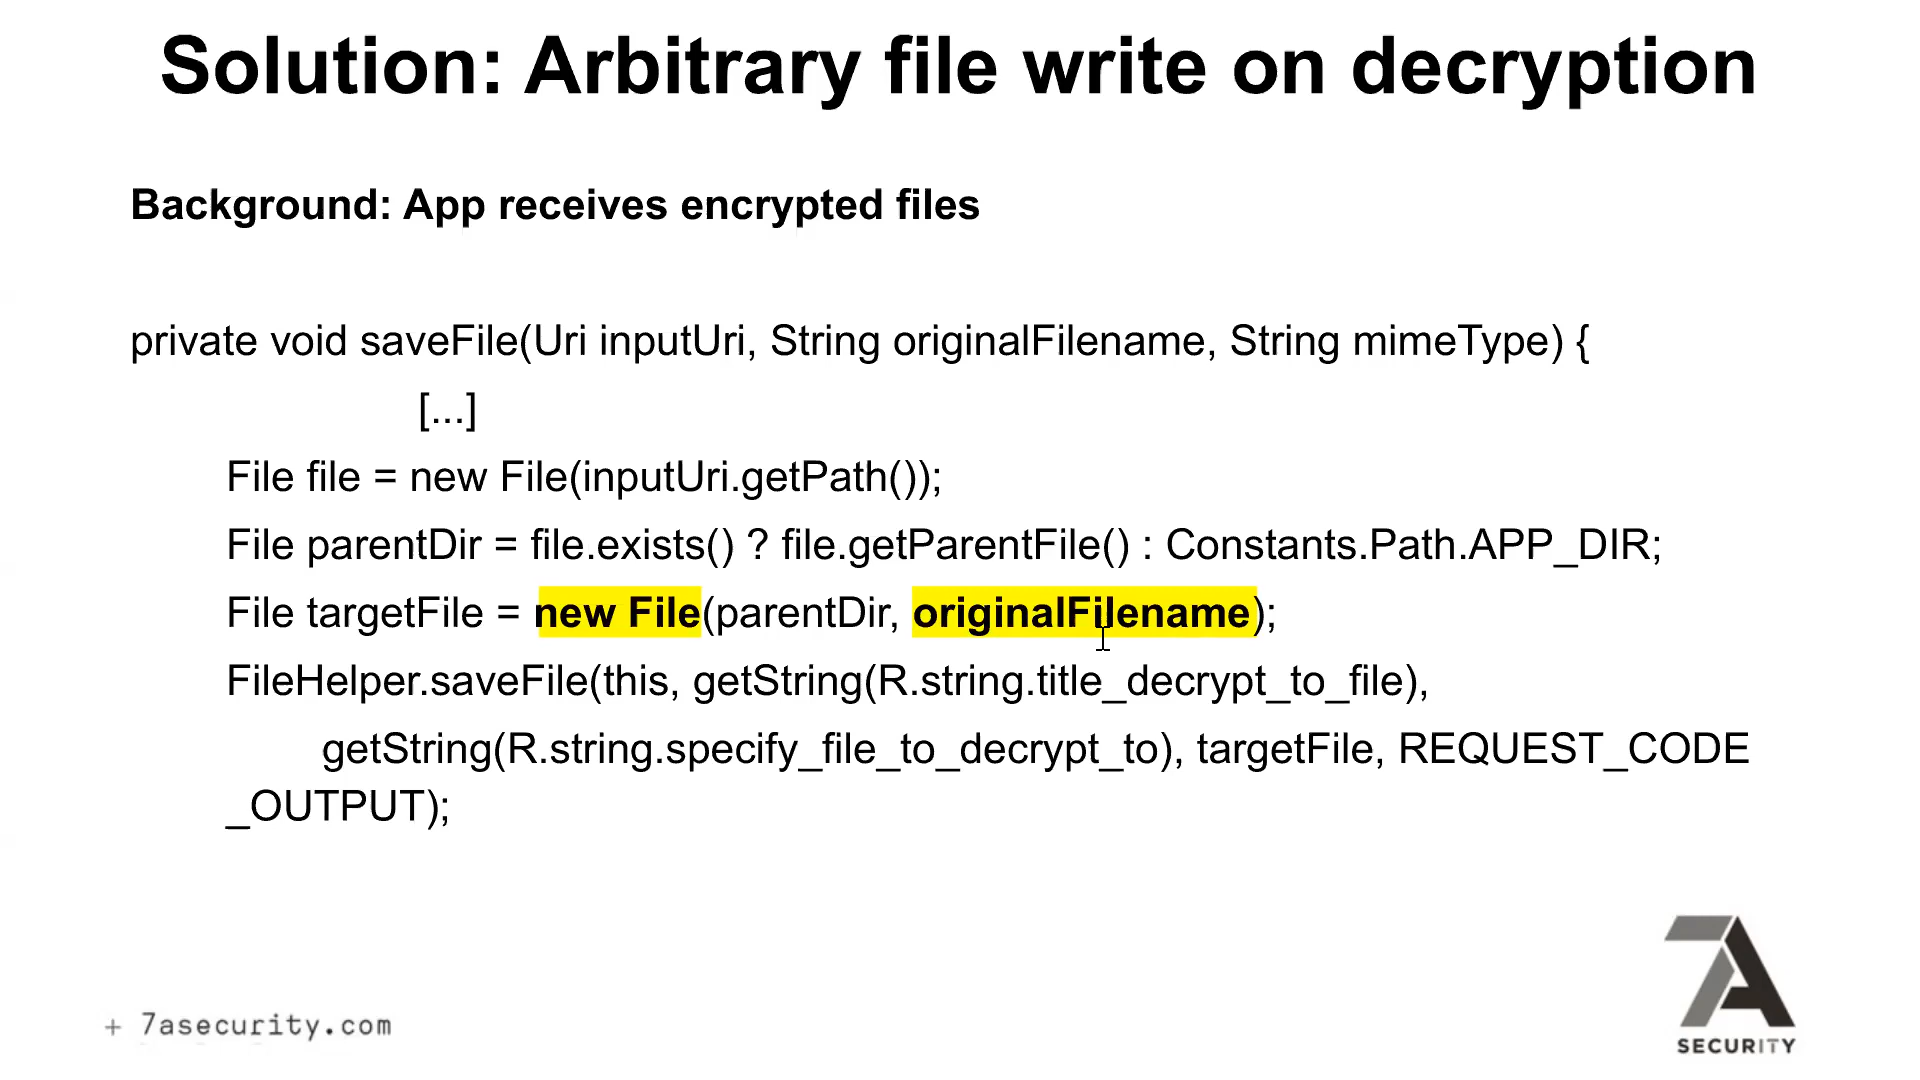 Solution: Arbitrary file write on decryption
Background: App receives encrypted files
private void saveFile(Uri inputUri, String originalFilename, String mimeType) {
[...]
File file = new File(inputUri.getPath());
File parentDir = file.exists() ? file.getParentFile() : Constants.Path.APP_DIR;
File targetFile = new File(parentDir, originalFilename);
FileHelper.saveFile(this, getString(R.string.title_decrypt_to_file),
getString(R.string.specify_file_to_decrypt_to), targetFile, REQUEST_CODE
_OUTPUT);
+ 7asecurity.com
7A
SECURITY